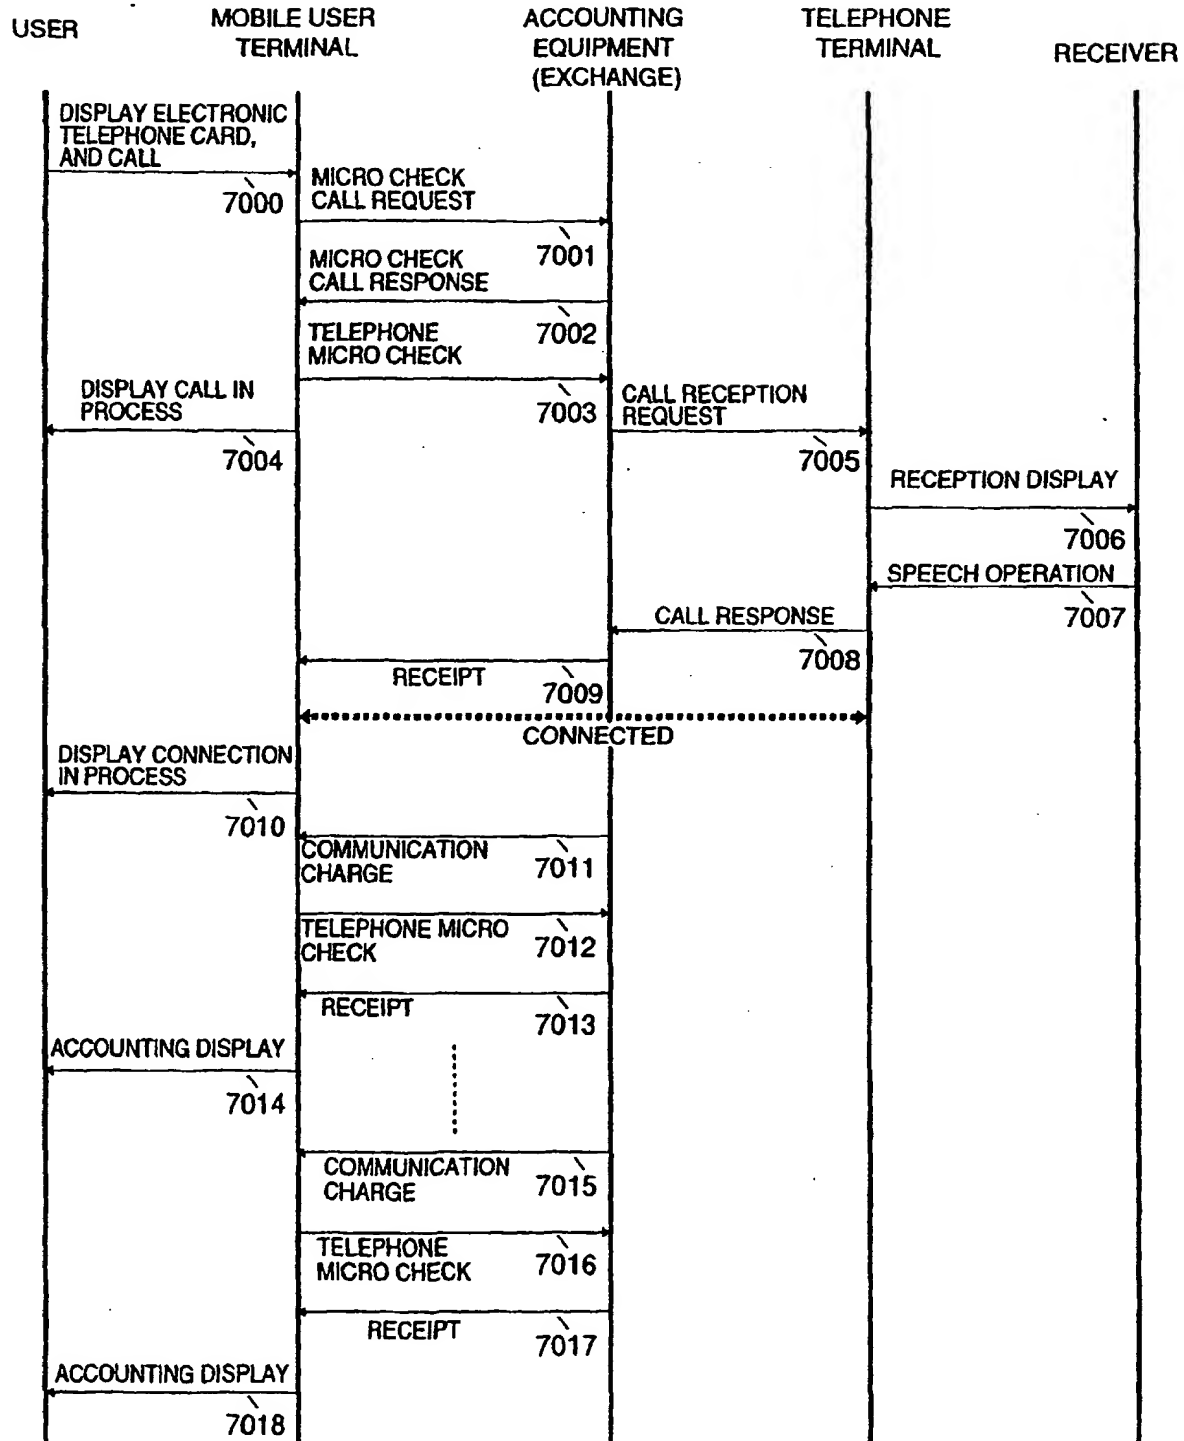 USER
MOBILE USER
TERMINAL
ACCOUNTING
EQUIPMENT
(EXCHANGE)
TELEPHONE
TERMINAL
RECEIVER
DISPLAY ELECTRONIC
TELEPHONE CARD,
AND CALL
7000
MICRO CHECK
CALL REQUEST
7001
MICRO CHECK
CALL RESPONSE
7002
TELEPHONE
MICRO CHECK
7003
DISPLAY CALL IN
PROCESS
7004
CALL RECEPTION
REQUEST
7005
RECEPTION DISPLAY
7006
SPEECH OPERATION
7007
CALL RESPONSE
7008
RECEIPT
7009
CONNECTED
DISPLAY CONNECTION
IN PROCESS
7010
COMMUNICATION
CHARGE
7011
TELEPHONE MICRO
CHECK
7012
RECEIPT
7013
ACCOUNTING DISPLAY
7014
COMMUNICATION
CHARGE
7015
TELEPHONE
MICRO CHECK
7016
RECEIPT
7017
ACCOUNTING DISPLAY
7018